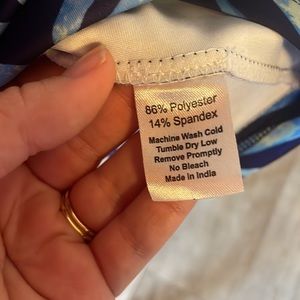 86% Polyester
14% Spandex
Machine Wash Cold
Tumble Dry Low
Remove Promptly
No Bleach
Made in India